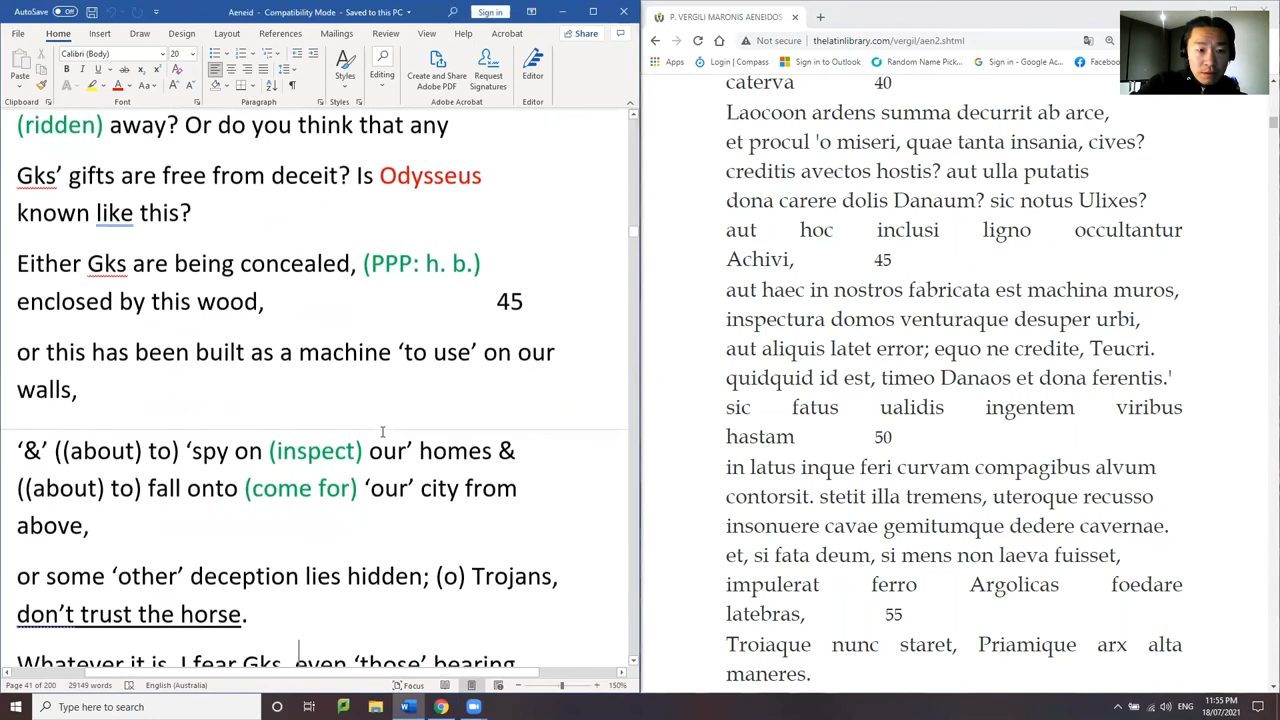 AutoSave Off Aeneid - Compatibility Mode - Saved to this PC Sign in
File Home Insert Draw Design Layout References Mailings Review View Help Acrobat Share
Paste Calibri (Body) 20 Styles Editing Create and Share Adobe PDF Request Signatures Editor
Clipboard Font Paragraph Styles Adobe Acrobat Editor
(ridden) away? Or do you think that any
Gks’ gifts are free from deceit? Is Odysseus
known like this?
Either Gks are being concealed, (PPP: h. b.)
enclosed by this wood, 45
or this has been built as a machine ‘to use’ on our
walls,
‘&’ ((about) to) ‘spy on (inspect) our’ homes &
((about) to) fall onto (come for) ‘our’ city from
above,
or some ‘other’ deception lies hidden; (o) Trojans,
don’t trust the horse.
Whatever it is, I fear Gks, even ‘those’ bearing
Page 41 of 200 29149 words English (Australia) Focus 150%
P. VERGILI MARONIS AENEIDOS
Not secure thelatinlibrary.com/vergil/aen2.shtml
Apps Login | Compass Sign in to Outlook Random Name Pick... Sign in - Google Ac... Facebook
caterva 40
Laocoon ardens summa decurrit ab arce,
et procul 'o miseri, quae tanta insania, cives?
creditis avectos hostis? aut ulla putatis
dona carere dolis Danaum? sic notus Ulixes?
aut hoc inclusi ligno occultantur
Achivi, 45
aut haec in nostros fabricata est machina muros,
inspectura domos venturaque desuper urbi,
aut aliquis latet error; equo ne credite, Teucri.
quidquid id est, timeo Danaos et dona ferentis.'
sic fatus ualidis ingentem viribus
hastam 50
in latus inque feri curvam compagibus alvum
contorsit. stetit illa tremens, uteroque recusso
insonuere cavae gemitumque dedere cavernae.
et, si fata deum, si mens non laeva fuisset,
impulerat ferro Argolicas foedare
latebras, 55
Troiaque nunc staret, Priamique arx alta
maneres.
Type here to search
ENG 11:55 PM
18/07/2021